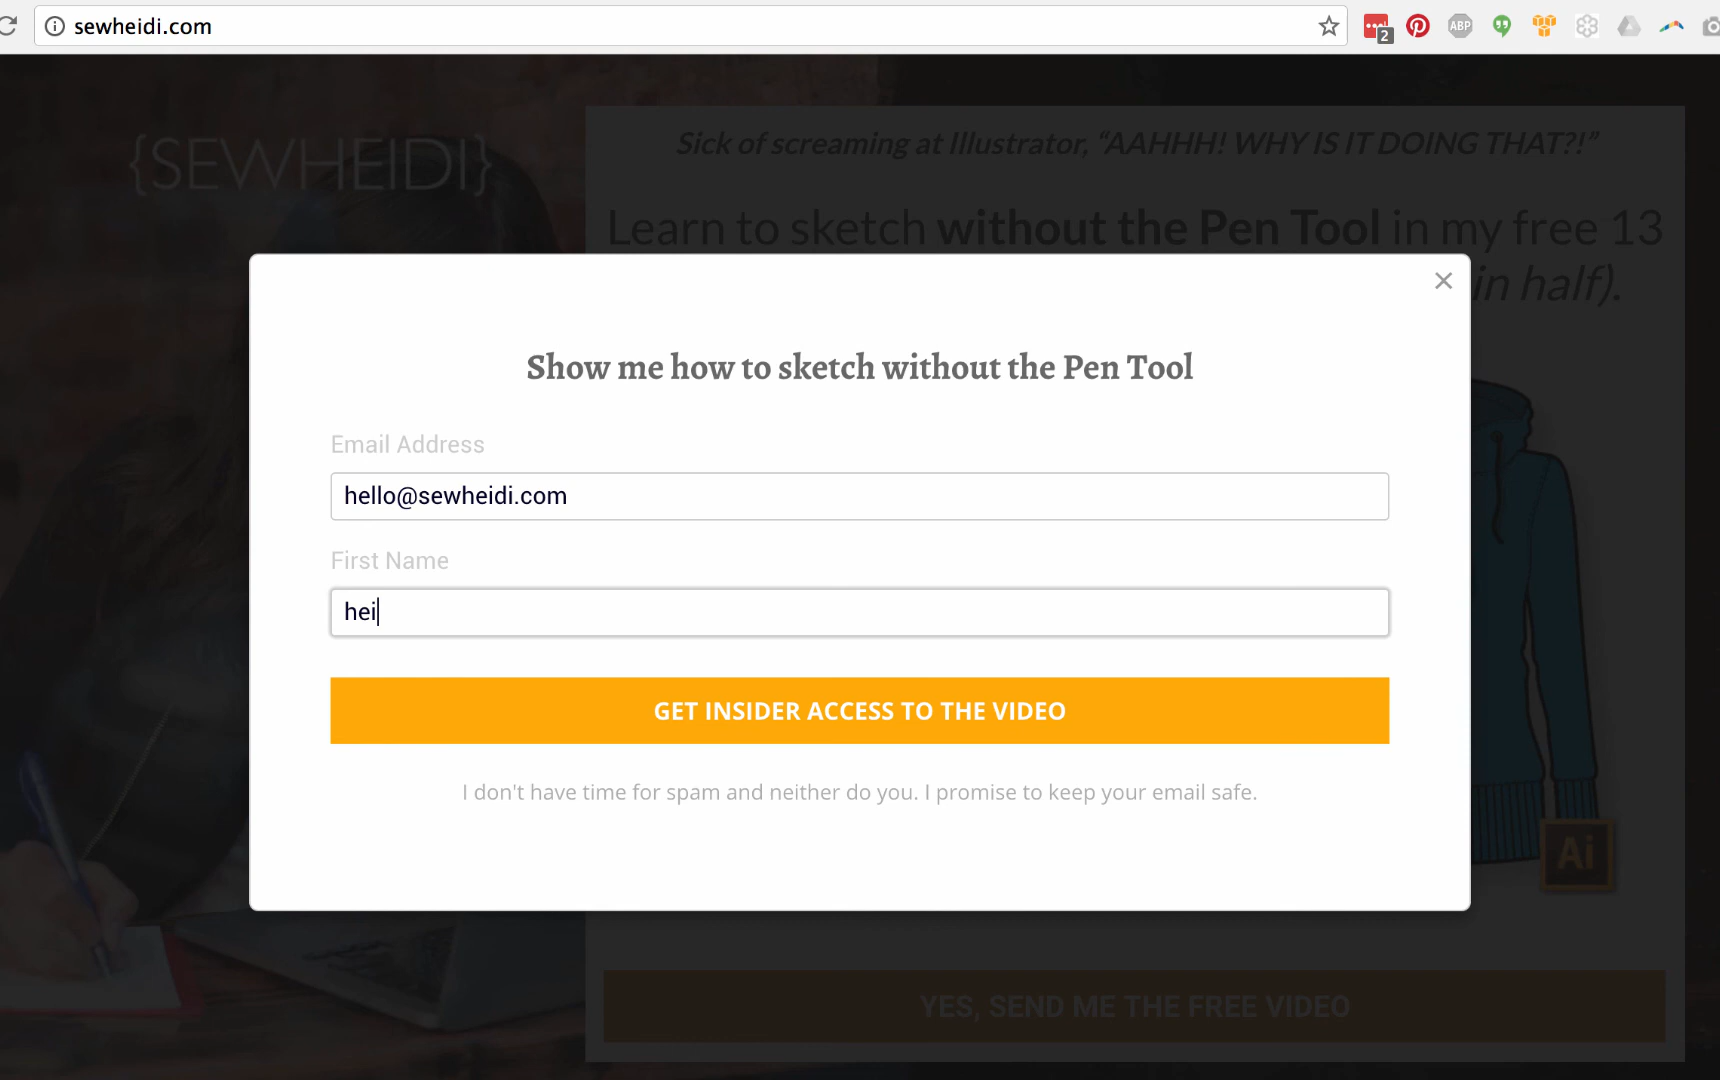 sewheidi.com
2
ABP
{SEWHEIDI}
Sick of screaming at Illustrator, “AAHHH! WHY IS IT DOING THAT?!”
Learn to sketch without the Pen Tool in my free 13
in half).
Show me how to sketch without the Pen Tool
Email Address
hello@sewheidi.com
First Name
hei
GET INSIDER ACCESS TO THE VIDEO
I don't have time for spam and neither do you. I promise to keep your email safe.
Ai
YES, SEND ME THE FREE VIDEO